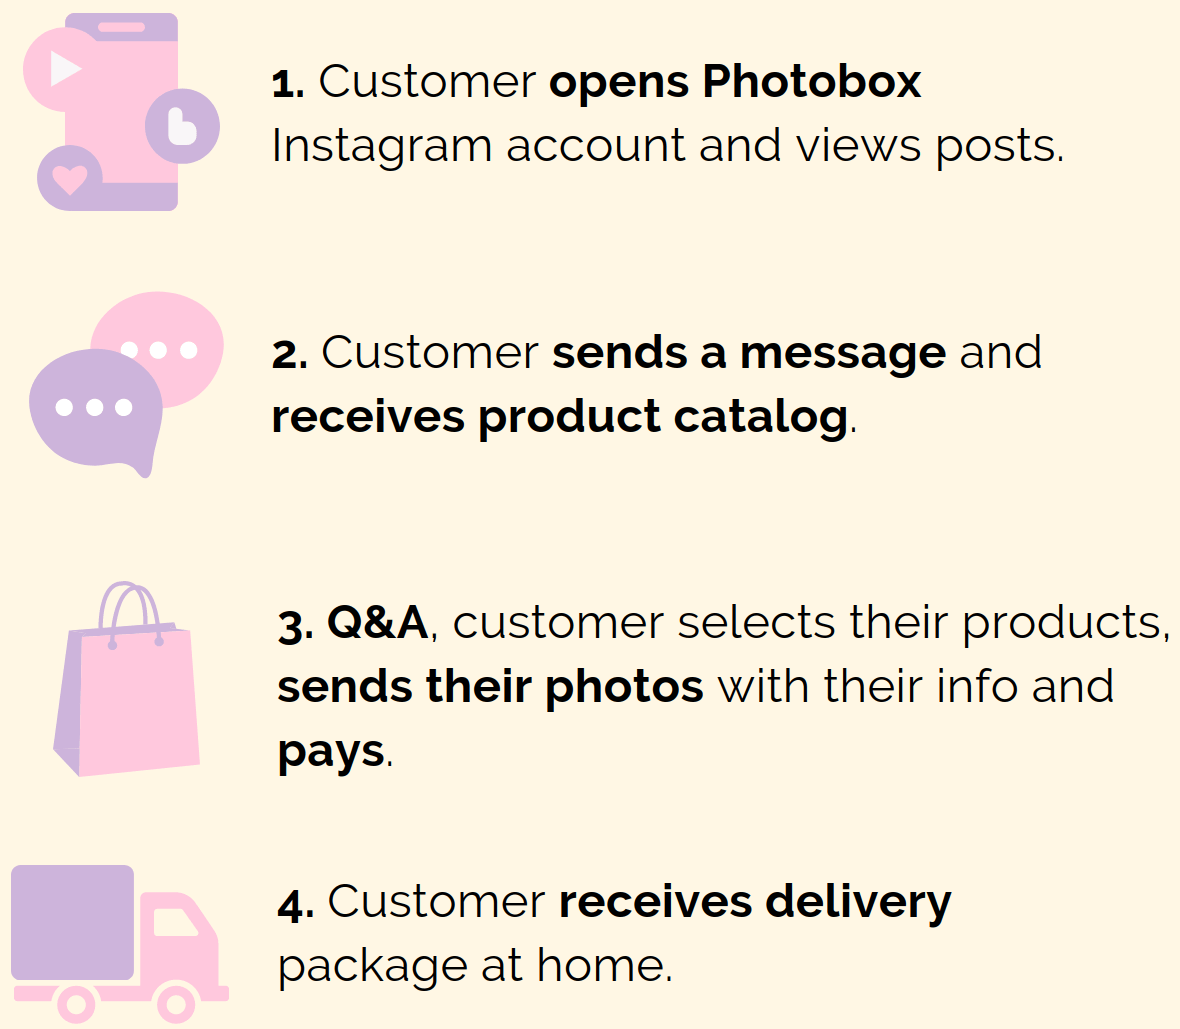 1. Customer opens Photobox
Instagram account and views posts.
2. Customer sends a message and
receives product catalog.
3. Q&A, customer selects their products,
sends their photos with their info and
pays.
4. Customer receives delivery
package at home.